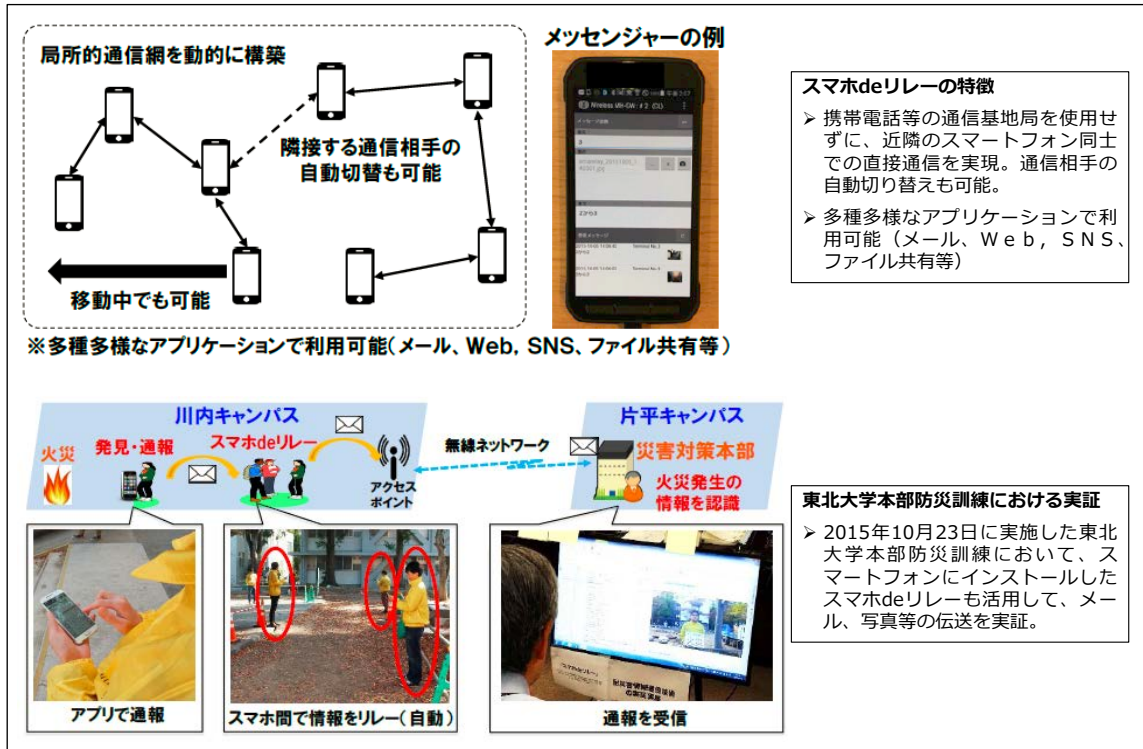 局所的通信網を動的に構築
隣接する通信相手の
自動切替も可能
移動中でも可能
メッセンジャーの例
※多種多様なアプリケーションで利用可能(メール、Web, SNS、ファイル共有等)
スマホdeリレーの特徴
➢ 携帯電話等の通信基地局を使用せ
ずに、近隣のスマートフォン同士
での直接通信を実現。通信相手の
自動切り替えも可能。
➢ 多種多様なアプリケーションで利
用可能（メール、Ｗｅｂ，ＳＮＳ、
ファイル共有等）
川内キャンパス
火災
発見・通報
スマホdeリレー
アクセス
ポイント
無線ネットワーク
片平キャンパス
災害対策本部
火災発生の
情報を認識
アプリで通報
スマホ間で情報をリレー(自動)
通報を受信
東北大学本部防災訓練における実証
➢ 2015年10月23日に実施した東北
大学本部防災訓練において、ス
マートフォンにインストールした
スマホdeリレーも活用して、メー
ル、写真等の伝送を実証。